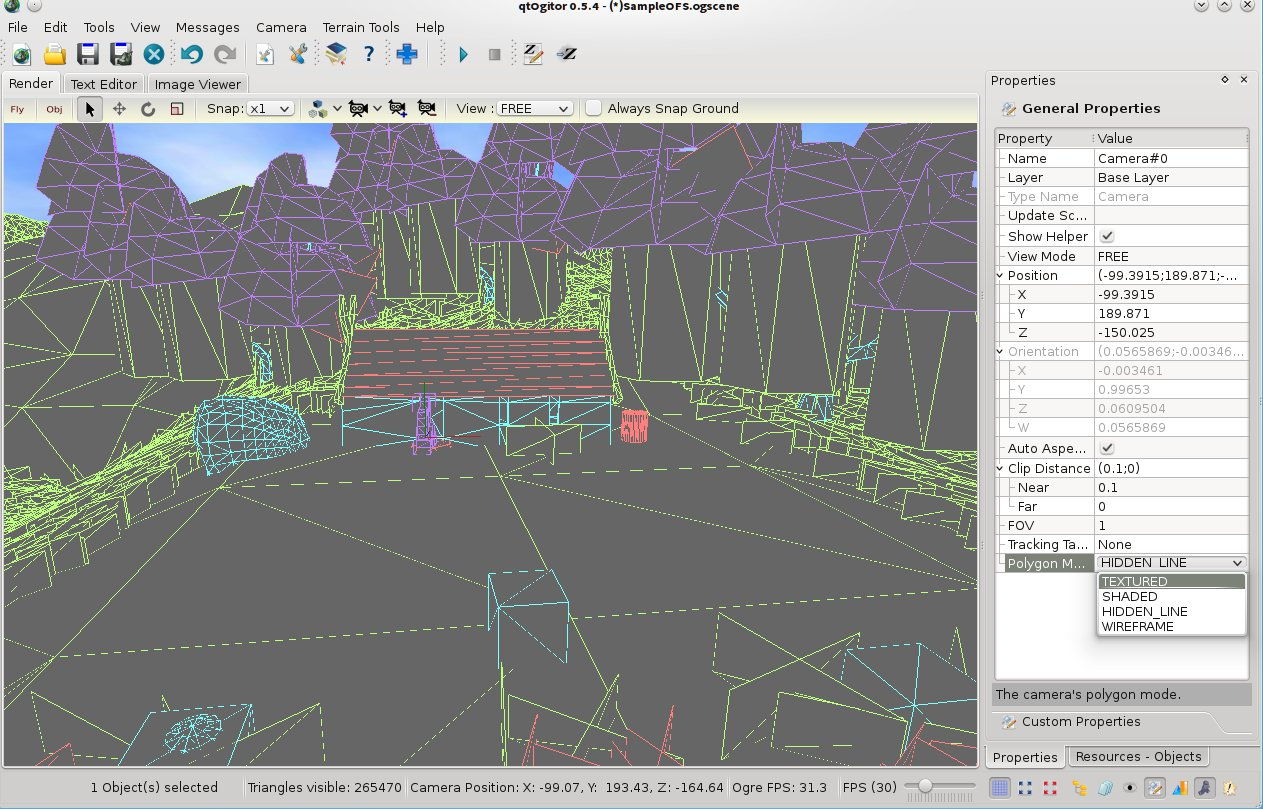 qtOgitor 0.5.4 - (*)SampleOFS.ogscene
File Edit Tools View Messages Camera Terrain Tools Help
Render Text Editor Image Viewer
Fly Obj Snap: x1 View : FREE Always Snap Ground
Properties
General Properties
Property Value
Name Camera#0
Layer Base Layer
Type Name Camera
Update Sc...
Show Helper
View Mode FREE
Position (-99.3915;189.871;-...
X -99.3915
Y 189.871
Z -150.025
Orientation (0.0565869;-0.00346...
X -0.003461
Y 0.99653
Z 0.0609504
W 0.0565869
Auto Aspe...
Clip Distance (0.1;0)
Near 0.1
Far 0
FOV 1
Tracking Ta... None
Polygon M... HIDDEN_LINE
TEXTURED
SHADED
HIDDEN_LINE
WIREFRAME
The camera's polygon mode.
Custom Properties
Properties Resources - Objects
1 Object(s) selected Triangles visible: 265470 Camera Position: X: -99.07, Y: 193.43, Z: -164.64 Ogre FPS: 31.3 FPS (30)